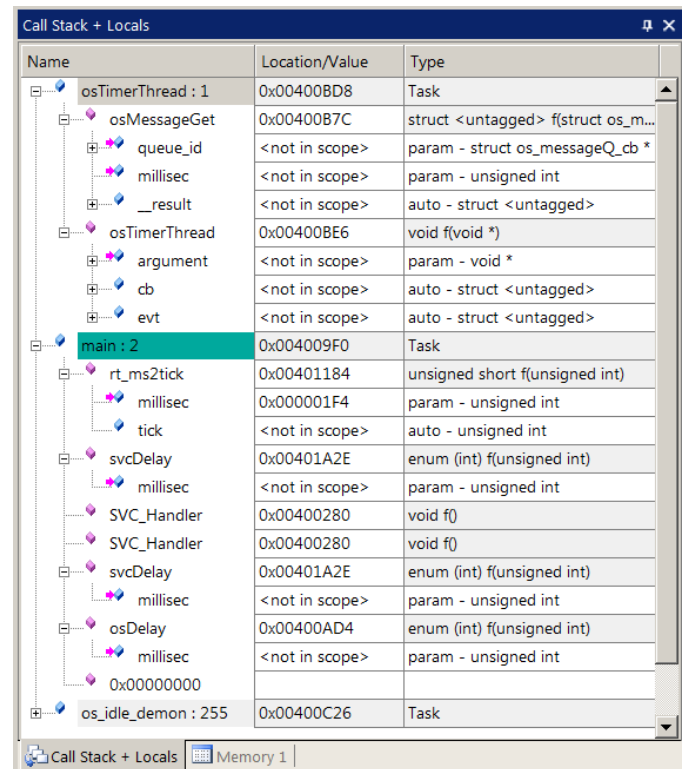 Call Stack + Locals
Name Location/Value Type
osTimerThread : 1 0x00400BD8 Task
osMessageGet 0x00400B7C struct <untagged> f(struct os_m...
queue_id <not in scope> param - struct os_messageQ_cb *
millisec <not in scope> param - unsigned int
__result <not in scope> auto - struct <untagged>
osTimerThread 0x00400BE6 void f(void *)
argument <not in scope> param - void *
cb <not in scope> auto - struct <untagged>
evt <not in scope> auto - struct <untagged>
main : 2 0x004009F0 Task
rt_ms2tick 0x00401184 unsigned short f(unsigned int)
millisec 0x000001F4 param - unsigned int
tick <not in scope> auto - unsigned int
svcDelay 0x00401A2E enum (int) f(unsigned int)
millisec <not in scope> param - unsigned int
SVC_Handler 0x00400280 void f()
SVC_Handler 0x00400280 void f()
svcDelay 0x00401A2E enum (int) f(unsigned int)
millisec <not in scope> param - unsigned int
osDelay 0x00400AD4 enum (int) f(unsigned int)
millisec <not in scope> param - unsigned int
0x00000000
os_idle_demon : 255 0x00400C26 Task
Call Stack + Locals Memory 1